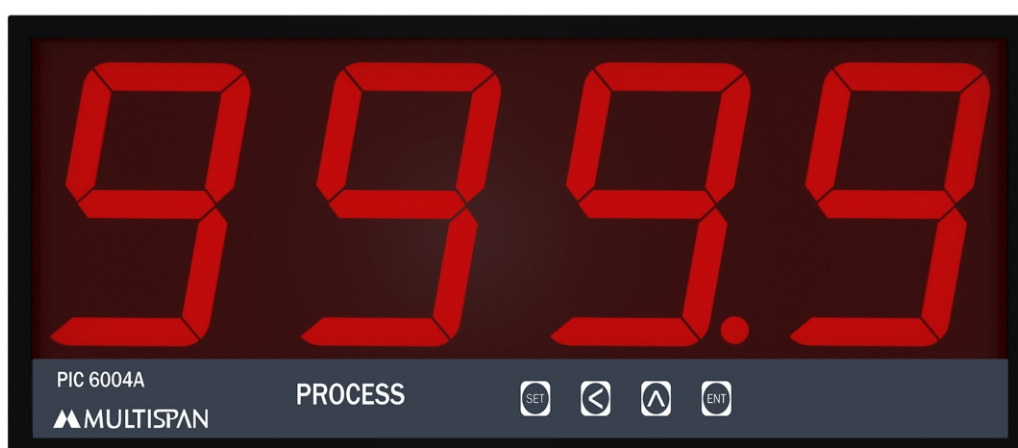 999.9
PIC 6004A
MULTISPAN
PROCESS
SET
ENT